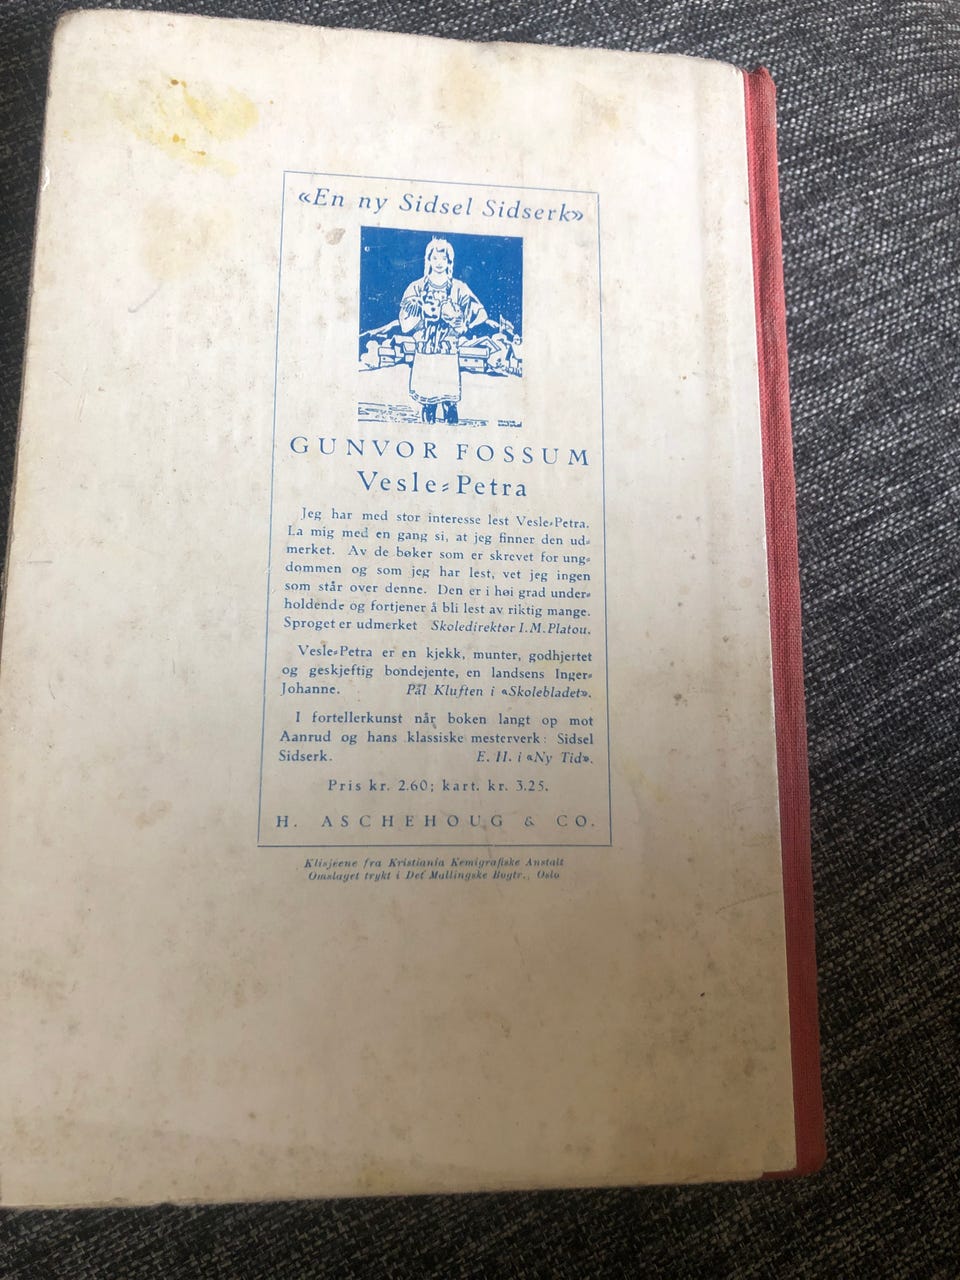 «En ny Sidsel Sidserk»
GUNVOR FOSSUM
Vesle-Petra
Jeg har med stor interesse lest Vesle-Petra.
La mig med en gang si, at jeg finner den ud-
merket. Av de bøker som er skrevet for ung-
dommen og som jeg har lest, vet jeg ingen
som står over denne. Den er i høi grad under-
holdende og fortjener å bli lest av riktig mange.
Sproget er udmerket Skoledirektør I. M. Platou.
Vesle-Petra er en kjekk, munter, godhjertet
og geskjeftig bondejente, en landsens Inger-
Johanne. Pål Kluften i «Skolebladet».
I fortellerkunst når boken langt op mot
Aanrud og hans klassiske mesterverk: Sidsel
Sidserk. E. H. i «Ny Tid».
Pris kr. 2.60; kart. kr. 3.25.
H. ASCHEHOUG & CO.
Klisjeene fra Kristiania Kemigrafiske Anstalt
Omslaget trykt i Det Mallingske Bogtr., Oslo